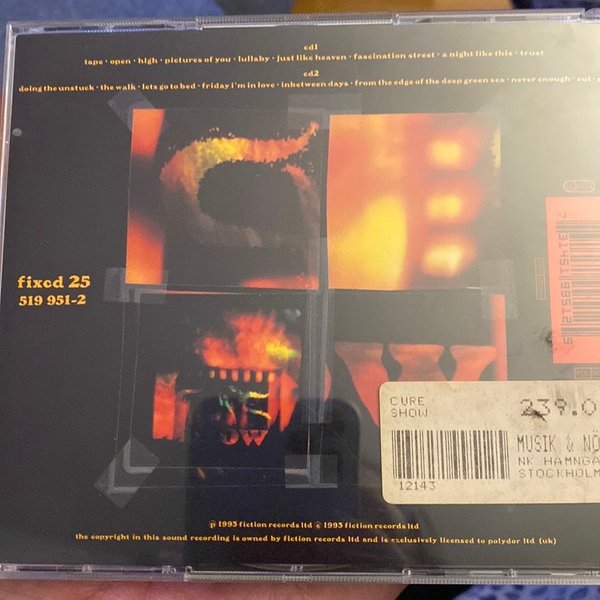 cd1
tape · open · high · pictures of you · lullaby · just like heaven · fascination street · a night like this · trust
cd2
doing the unstuck · the walk · lets go to bed · friday i'm in love · inbetween days · from the edge of the deep green sea · never enough · cut ·
fixcd 25
519 951-2
CURE
SHOW
239.0
MUSIK & NÖ
NK HAMNGA
STOCKHOLM
12143
℗ 1993 fiction records ltd © 1993 fiction records ltd
the copyright in this sound recording is owned by fiction records ltd and is exclusively licensed to polydor ltd (uk)